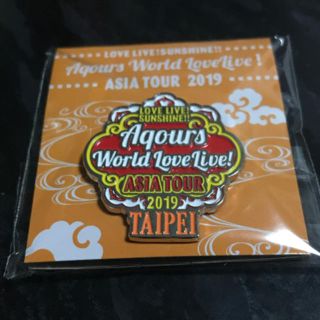 LOVE LIVE! SUNSHINE!!
Aqours World LoveLive!
ASIA TOUR 2019
LOVE LIVE!
SUNSHINE!!
Aqours
World LoveLive!
ASIA TOUR
2019
TAIPEI